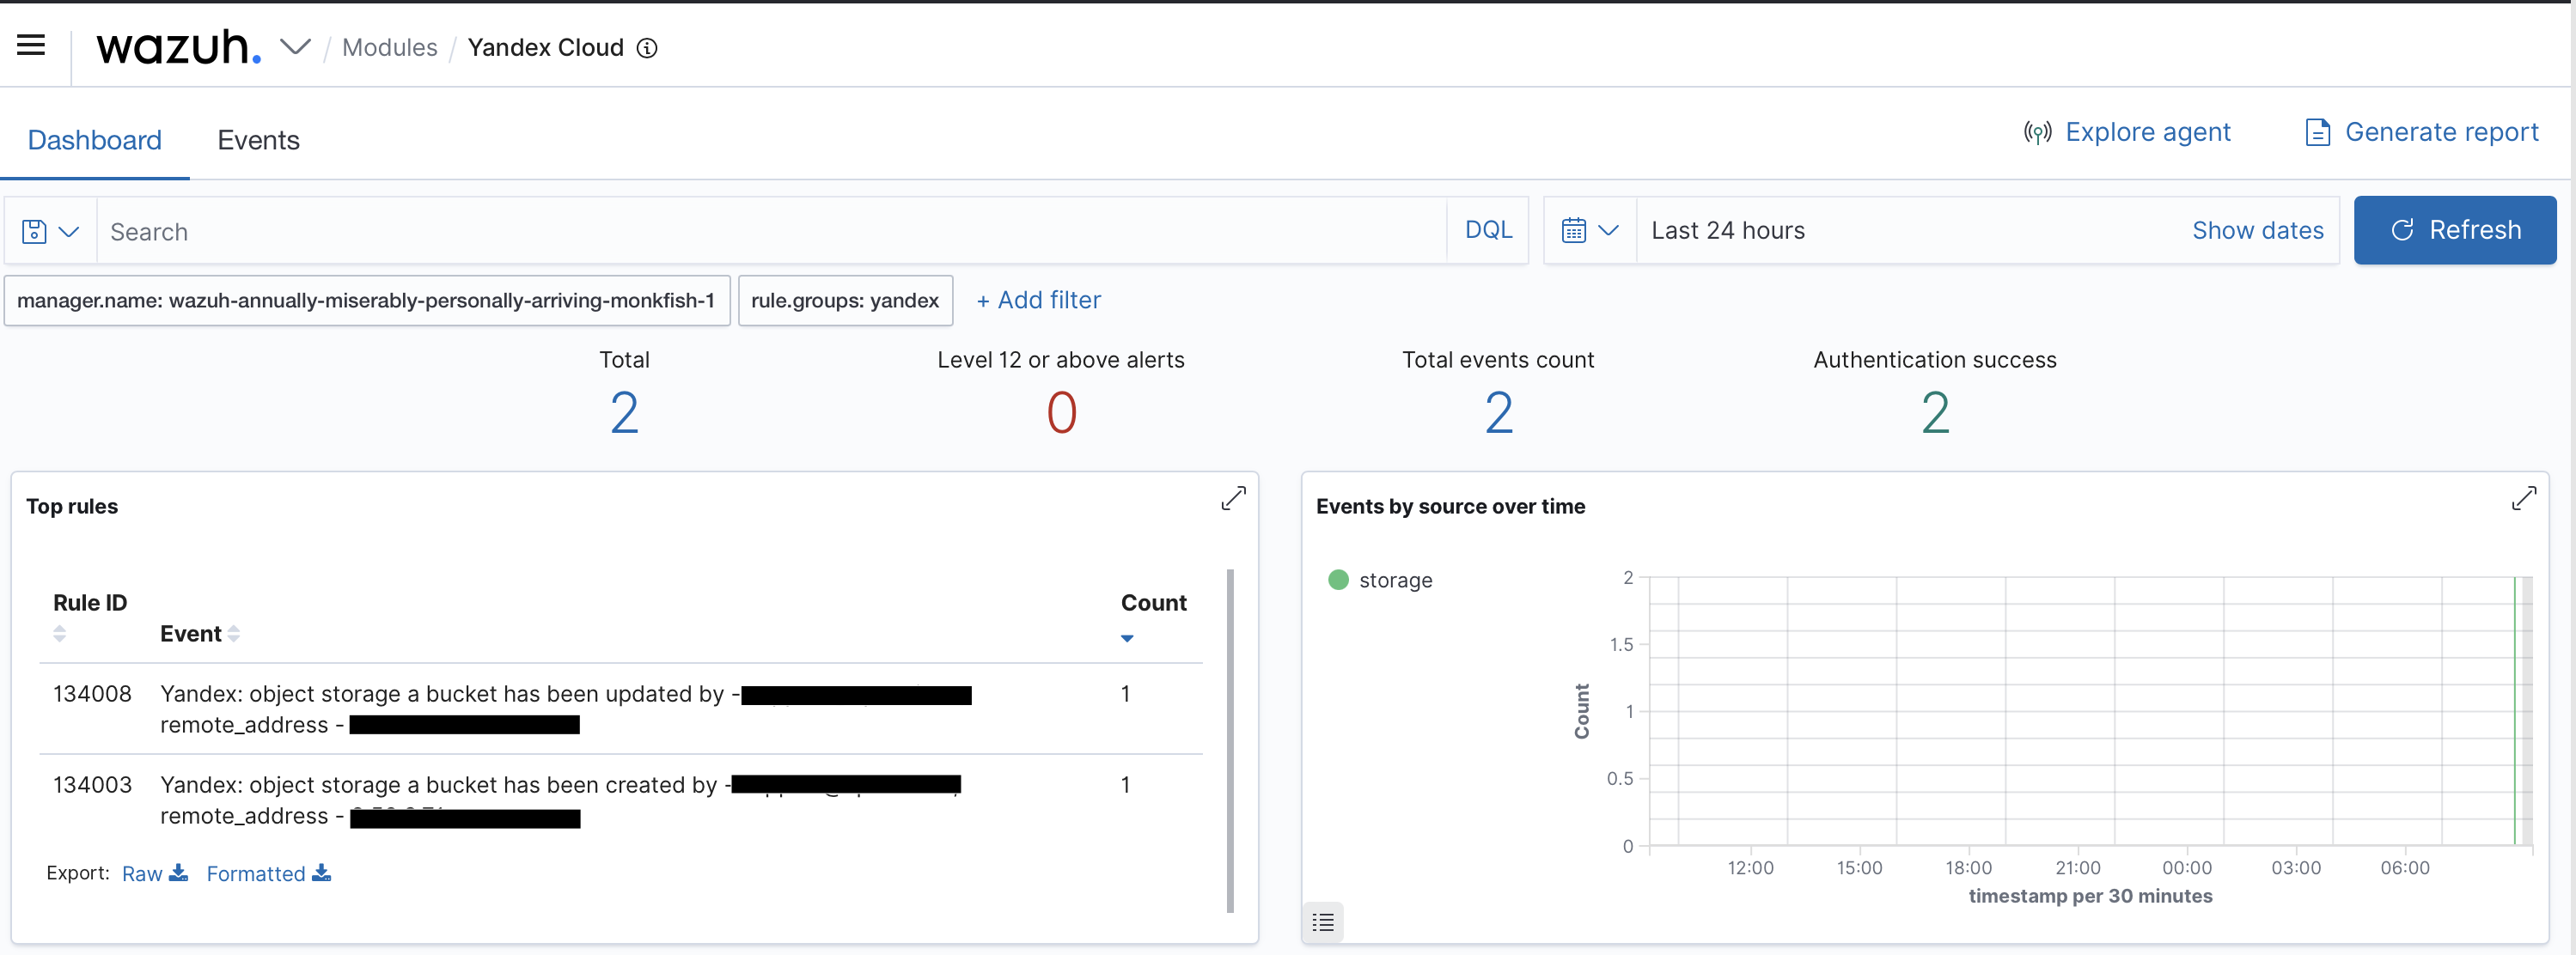 wazuh. / Modules / Yandex Cloud
Dashboard Events Explore agent Generate report
Search DQL Last 24 hours Show dates Refresh
manager.name: wazuh-annually-miserably-personally-arriving-monkfish-1 rule.groups: yandex + Add filter
Total Level 12 or above alerts Total events count Authentication success
2 0 2 2
Top rules
Rule ID Event Count
134008 Yandex: object storage a bucket has been updated by - 1
remote_address -
134003 Yandex: object storage a bucket has been created by - 1
remote_address -
Export: Raw Formatted
Events by source over time
storage
Count
2
1.5
1
0.5
0
12:00 15:00 18:00 21:00 00:00 03:00 06:00
timestamp per 30 minutes